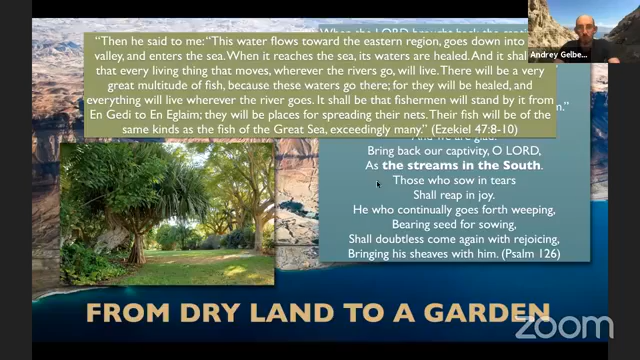 When the LORD brought back the
"Then he said to me: "This water flows toward the eastern region, goes down into
valley, and enters the sea. When it reaches the sea, its waters are healed. And it shall
that every living thing that moves, wherever the rivers go, will live. There will be a very
great multitude of fish, because these waters go there; for they will be healed, and
everything will live wherever the river goes. It shall be that fishermen will stand by it from
En Gedi to En Eglaim; they will be places for spreading their nets. Their fish will be of the
same kinds as the fish of the Great Sea, exceedingly many." (Ezekiel 47:8-10)
Bring back our captivity, O LORD,
As the streams in the South.
Those who sow in tears
Shall reap in joy.
He who continually goes forth weeping,
Bearing seed for sowing,
Shall doubtless come again with rejoicing,
Bringing his sheaves with him. (Psalm 126)
FROM DRY LAND TO A GARDEN
Andrey Gelbe...
zoom